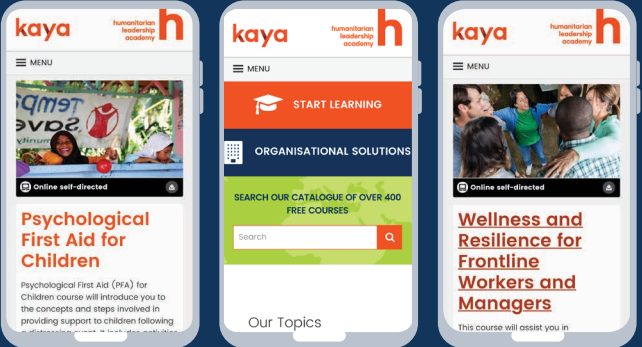 kaya
humanitarian
leadership
academy
h
MENU
Save
Online self-directed
Psychological
First Aid for
Children
Psychological First Aid (PFA) for
Children course will introduce you to
the concepts and steps involved in
providing support to children following
kaya
humanitarian
leadership
academy
h
MENU
START LEARNING
ORGANISATIONAL SOLUTIONS
SEARCH OUR CATALOGUE OF OVER 400
FREE COURSES
Search
Our Topics
kaya
humanitarian
leadership
academy
h
MENU
Online self-directed
Wellness and
Resilience for
Frontline
Workers and
Managers
This course will assist you in